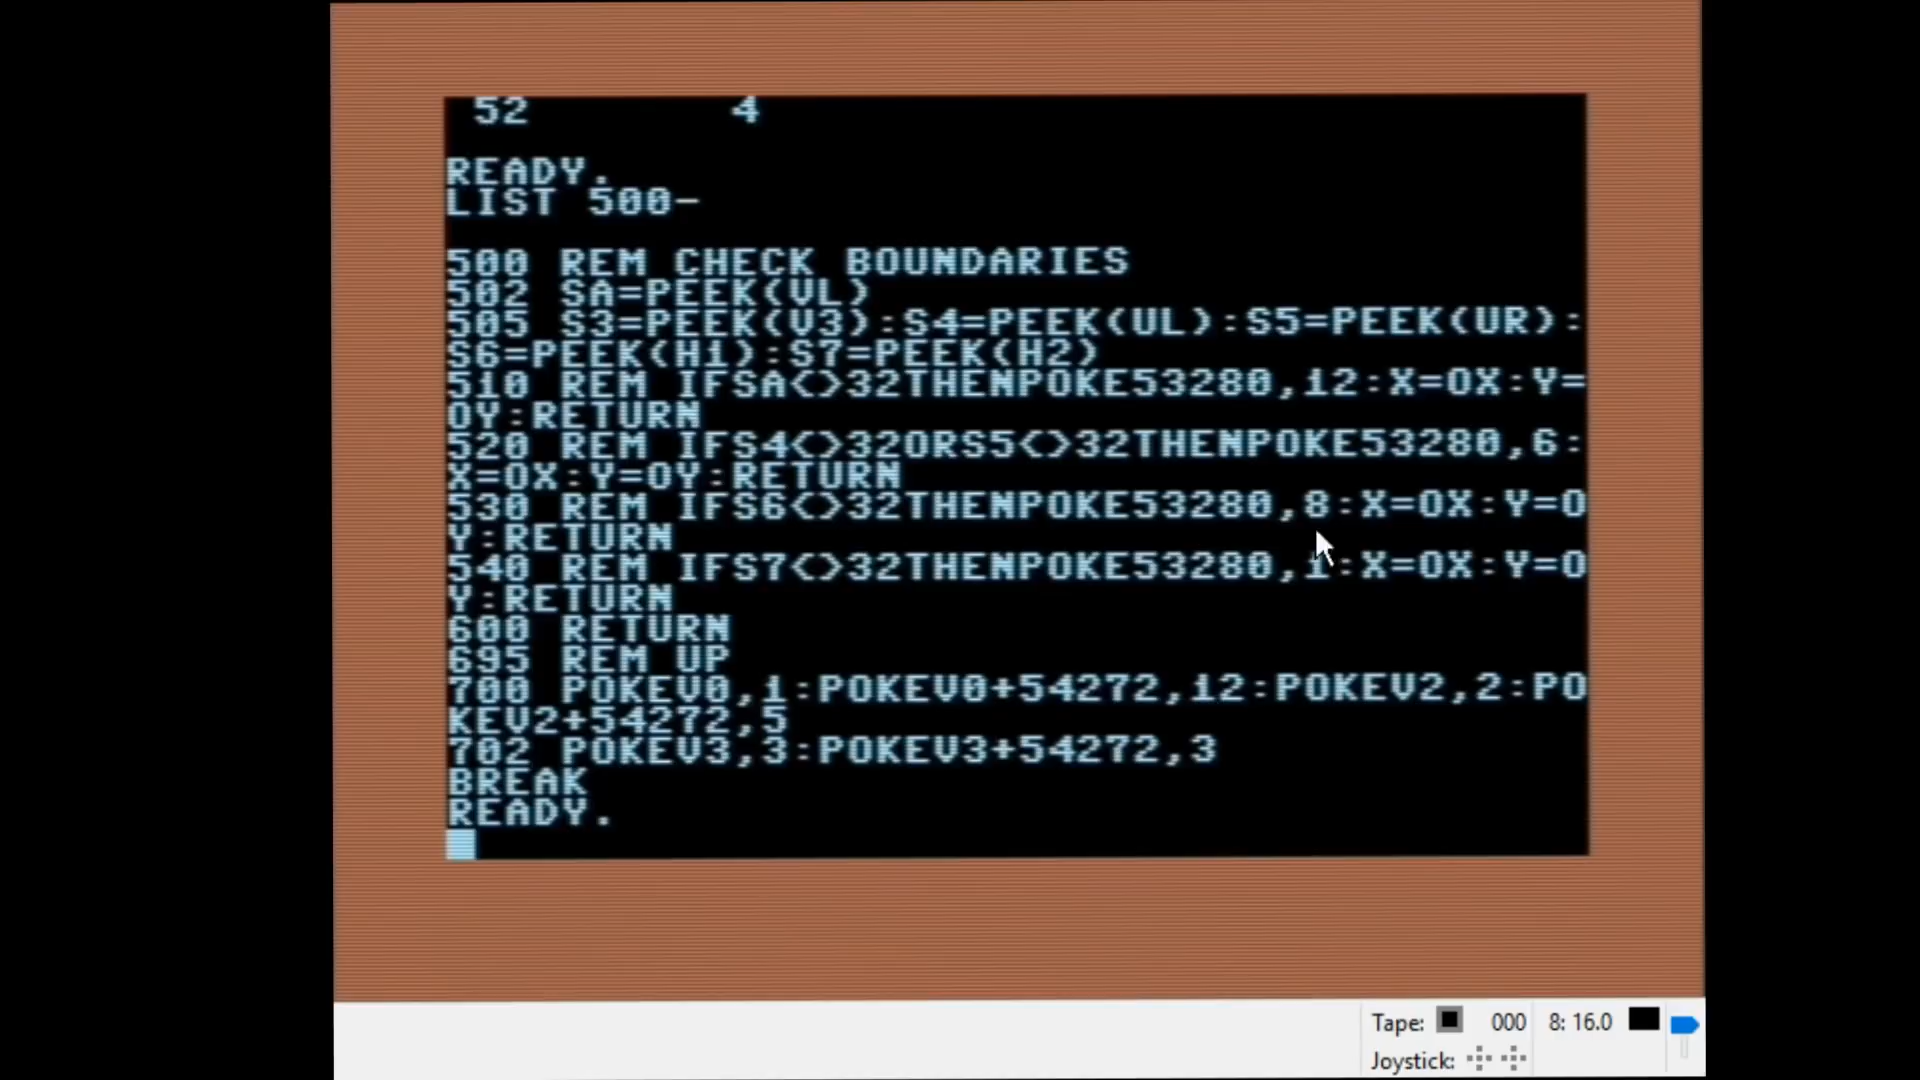 52 4
READY.
LIST 500-
500 REM CHECK BOUNDARIES
502 SA=PEEK(VL)
505 S3=PEEK(V3):S4=PEEK(UL):S5=PEEK(UR):
S6=PEEK(H1):S7=PEEK(H2)
510 REM IFSA<>32THENPOKE53280,12:X=OX:Y=
OY:RETURN
520 REM IFS4<>32ORS5<>32THENPOKE53280,6:
X=OX:Y=OY:RETURN
530 REM IFS6<>32THENPOKE53280,8:X=OX:Y=O
Y:RETURN
540 REM IFS7<>32THENPOKE53280,1:X=OX:Y=O
Y:RETURN
600 RETURN
695 REM UP
700 POKEV0,1:POKEV0+54272,12:POKEV2,2:PO
KEV2+54272,5
702 POKEV3,3:POKEV3+54272,3
BREAK
READY.
Tape: 000 8: 16.0
Joystick: